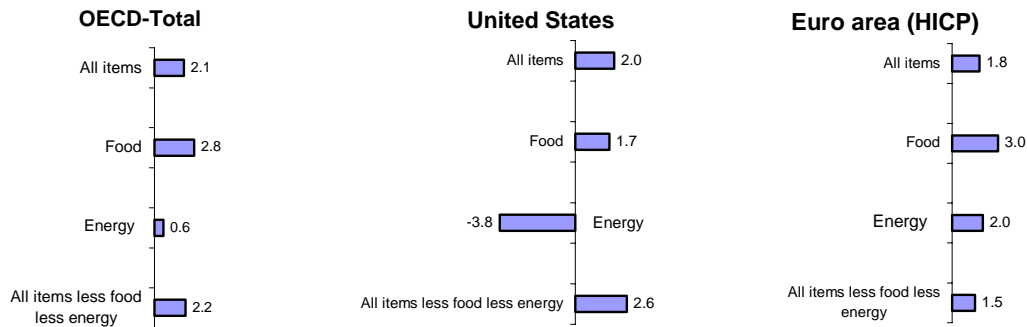 OECD-Total
All items 2.1
Food 2.8
Energy 0.6
All items less food
less energy 2.2
United States
All items 2.0
Food 1.7
-3.8 Energy
All items less food less energy 2.6
Euro area (HICP)
All items 1.8
Food 3.0
Energy 2.0
All items less food less
energy 1.5